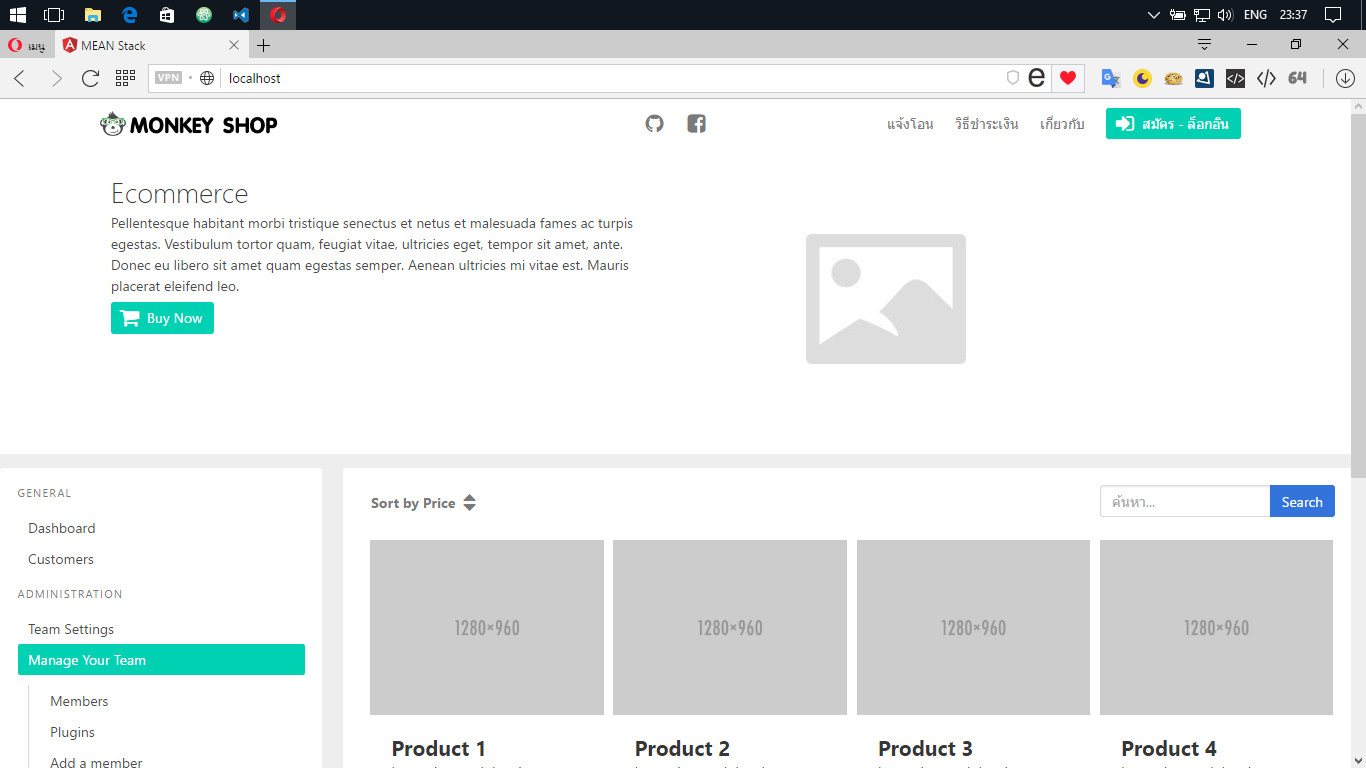 ENG 23:37
เมนู MEAN Stack
VPN localhost 64
MONKEY SHOP แจ้งโอน วิธีชำระเงิน เกี่ยวกับ สมัคร - ล็อกอิน
Ecommerce
Pellentesque habitant morbi tristique senectus et netus et malesuada fames ac turpis
egestas. Vestibulum tortor quam, feugiat vitae, ultricies eget, tempor sit amet, ante.
Donec eu libero sit amet quam egestas semper. Aenean ultricies mi vitae est. Mauris
placerat eleifend leo.
Buy Now
GENERAL
Dashboard
Customers
ADMINISTRATION
Team Settings
Manage Your Team
Members
Plugins
Add a member
Sort by Price ค้นหา... Search
1280×960 1280×960 1280×960 1280×960
Product 1 Product 2 Product 3 Product 4